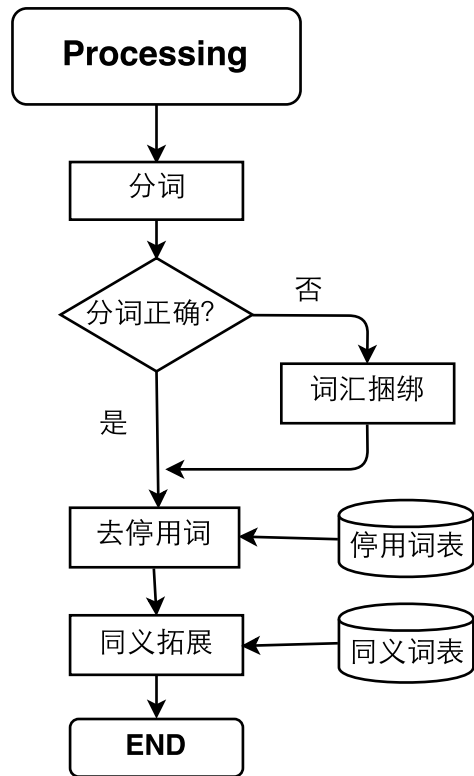 Processing
分词
分词正确?
否
词汇捆绑
是
去停用词
停用词表
同义拓展
同义词表
END